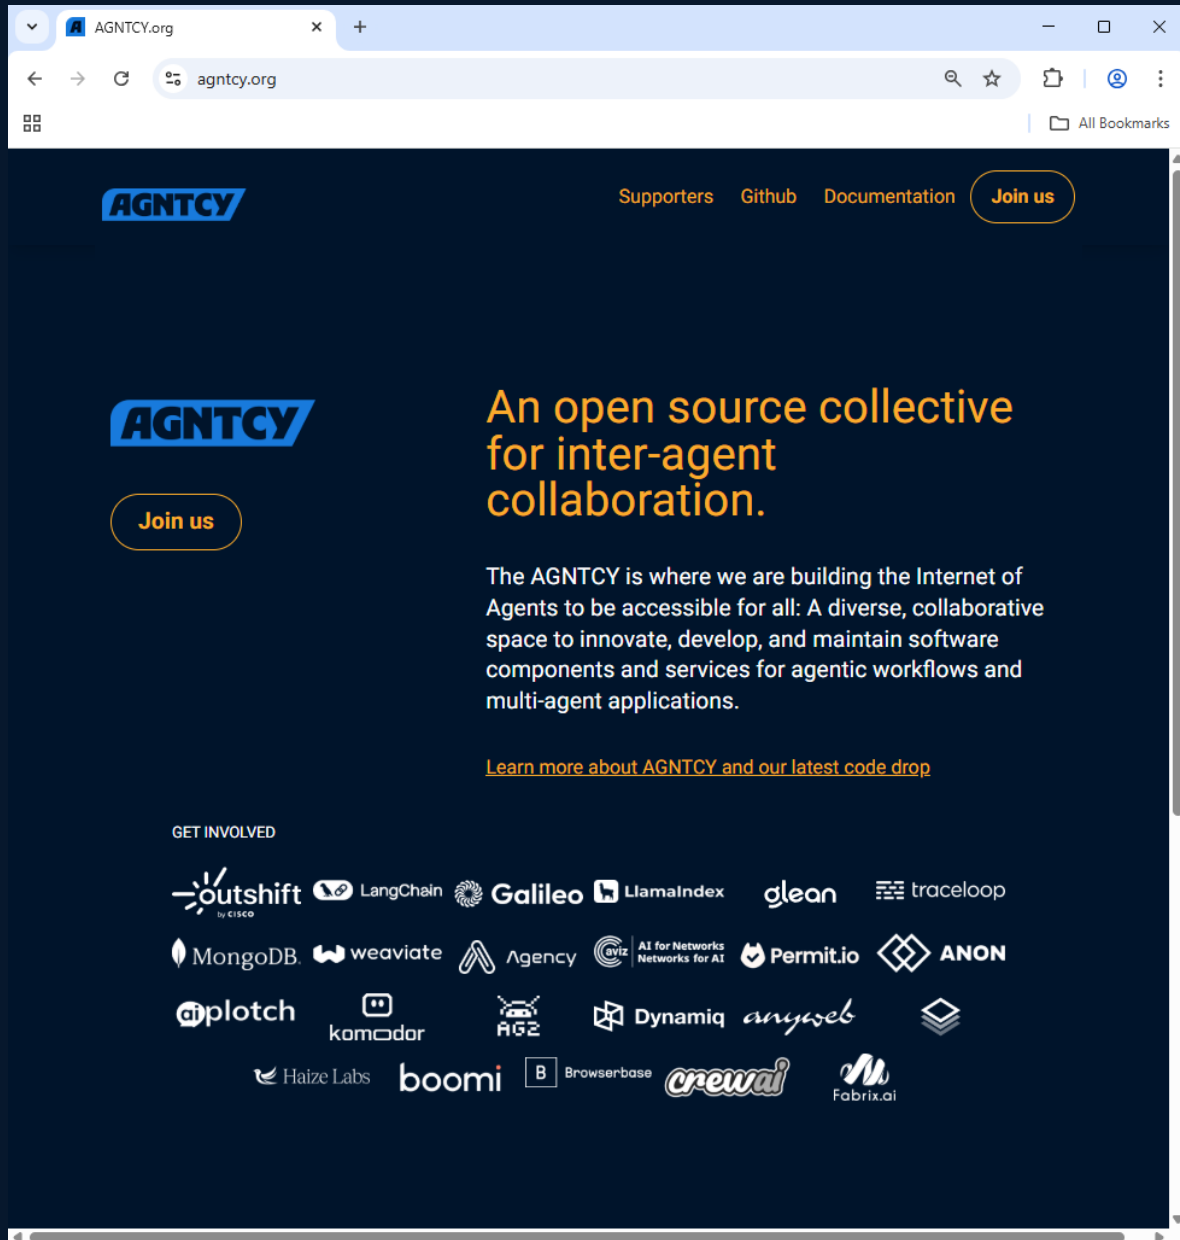 AGNTCY.org
agntcy.org
All Bookmarks
AGNTCY
Supporters Github Documentation Join us
AGNTCY
Join us
An open source collective
for inter-agent
collaboration.
The AGNTCY is where we are building the Internet of
Agents to be accessible for all: A diverse, collaborative
space to innovate, develop, and maintain software
components and services for agentic workflows and
multi-agent applications.
Learn more about AGNTCY and our latest code drop
GET INVOLVED
outshift
by CISCO
LangChain
Galileo
LlamaIndex
glean
traceloop
MongoDB.
weaviate
Agency
aviz
AI for Networks
Networks for AI
Permit.io
ANON
aiplotch
komodor
AG2
Dynamiq
anyweb
Haize Labs
boomi
B Browserbase
crewai
Fabrix.ai